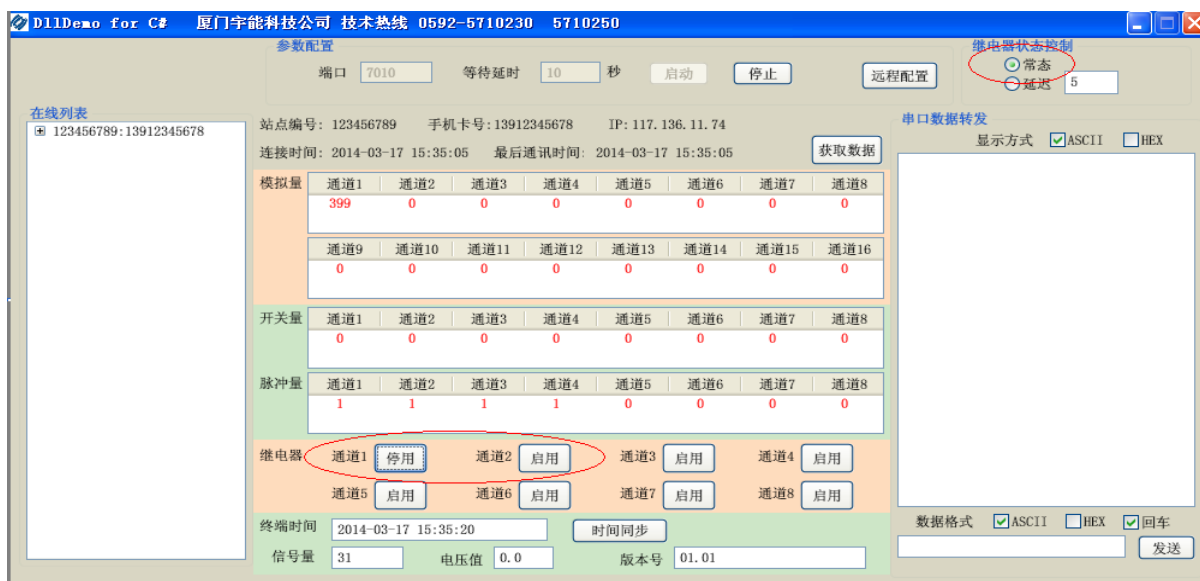 DllDemo for C# 厦门宇能科技公司 技术热线 0592-5710230 5710250
参数配置
端口 7010 等待延时 10 秒 启动 停止 远程配置
继电器状态控制
常态
延迟 5
在线列表
123456789:13912345678
站点编号: 123456789 手机卡号:13912345678 IP:117.136.11.74
连接时间: 2014-03-17 15:35:05 最后通讯时间: 2014-03-17 15:35:05 获取数据
模拟量 通道1 通道2 通道3 通道4 通道5 通道6 通道7 通道8
399 0 0 0 0 0 0 0
通道9 通道10 通道11 通道12 通道13 通道14 通道15 通道16
0 0 0 0 0 0 0 0
开关量 通道1 通道2 通道3 通道4 通道5 通道6 通道7 通道8
0 0 0 0 0 0 0 0
脉冲量 通道1 通道2 通道3 通道4 通道5 通道6 通道7 通道8
1 1 1 1 0 0 0 0
继电器 通道1 停用 通道2 启用 通道3 启用 通道4 启用
通道5 启用 通道6 启用 通道7 启用 通道8 启用
终端时间 2014-03-17 15:35:20 时间同步
信号量 31 电压值 0.0 版本号 01.01
串口数据转发
显示方式 ASCII HEX
数据格式 ASCII HEX 回车
发送